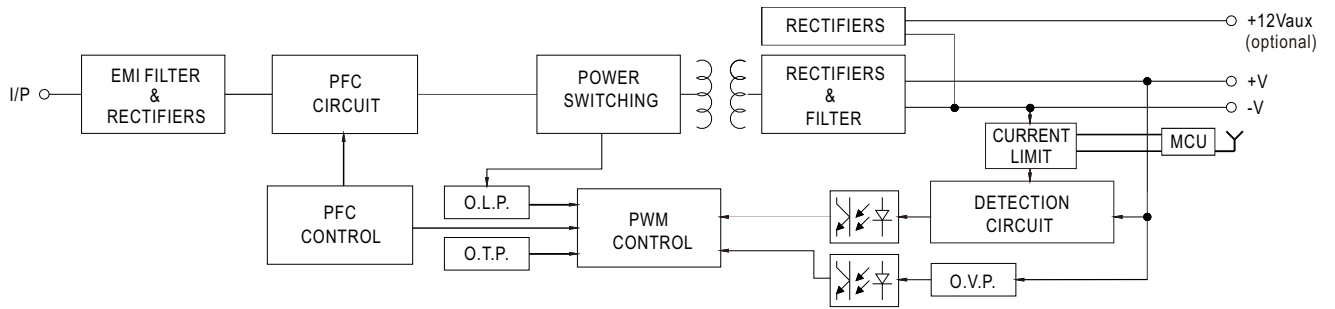 RECTIFIERS
+12Vaux
(optional)
I/P
EMI FILTER
&
RECTIFIERS
PFC
CIRCUIT
POWER
SWITCHING
RECTIFIERS
&
FILTER
+V
-V
CURRENT
LIMIT
MCU
PFC
CONTROL
O.L.P.
O.T.P.
PWM
CONTROL
DETECTION
CIRCUIT
O.V.P.